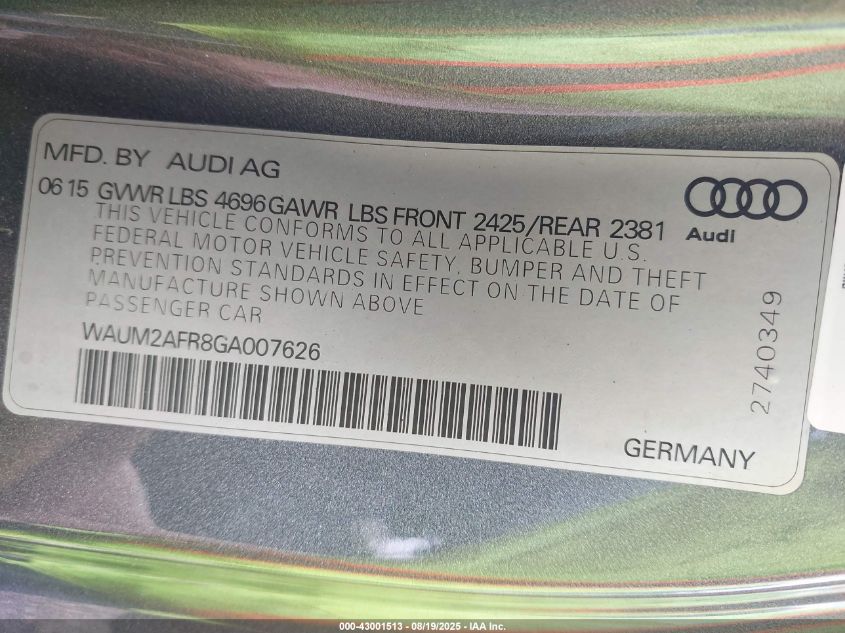 MFD. BY AUDI AG
06 15 GVWR LBS 4696 GAWR LBS FRONT 2425/REAR 2381
THIS VEHICLE CONFORMS TO ALL APPLICABLE U.S.
FEDERAL MOTOR VEHICLE SAFETY, BUMPER AND THEFT
PREVENTION STANDARDS IN EFFECT ON THE DATE OF
MANUFACTURE SHOWN ABOVE
PASSENGER CAR
WAUM2AFR8GA007626
Audi
2740349
GERMANY
000-43001513 - 08/19/2025 - IAA Inc.